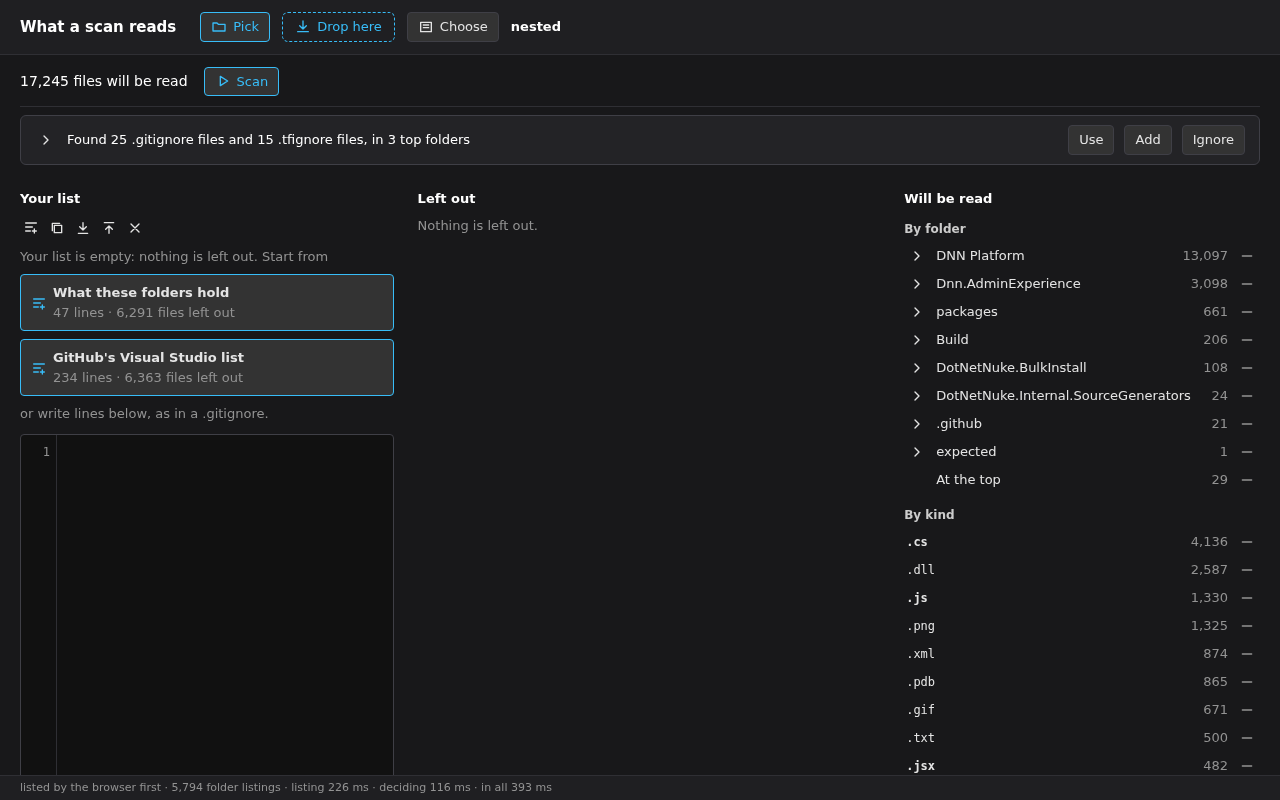 What a scan reads
Pick
Drop here
Choose
nested
17,245 files will be read
Scan
Found 25 .gitignore files and 15 .tfignore files, in 3 top folders
Use
Add
Ignore
Your list
Your list is empty: nothing is left out. Start from
What these folders hold
47 lines · 6,291 files left out
GitHub's Visual Studio list
234 lines · 6,363 files left out
or write lines below, as in a .gitignore.
1
Left out
Nothing is left out.
Will be read
By folder
DNN Platform 13,097
Dnn.AdminExperience 3,098
packages 661
Build 206
DotNetNuke.BulkInstall 108
DotNetNuke.Internal.SourceGenerators 24
.github 21
expected 1
At the top 29
By kind
.cs 4,136
.dll 2,587
.js 1,330
.png 1,325
.xml 874
.pdb 865
.gif 671
.txt 500
.jsx 482
listed by the browser first · 5,794 folder listings · listing 226 ms · deciding 116 ms · in all 393 ms